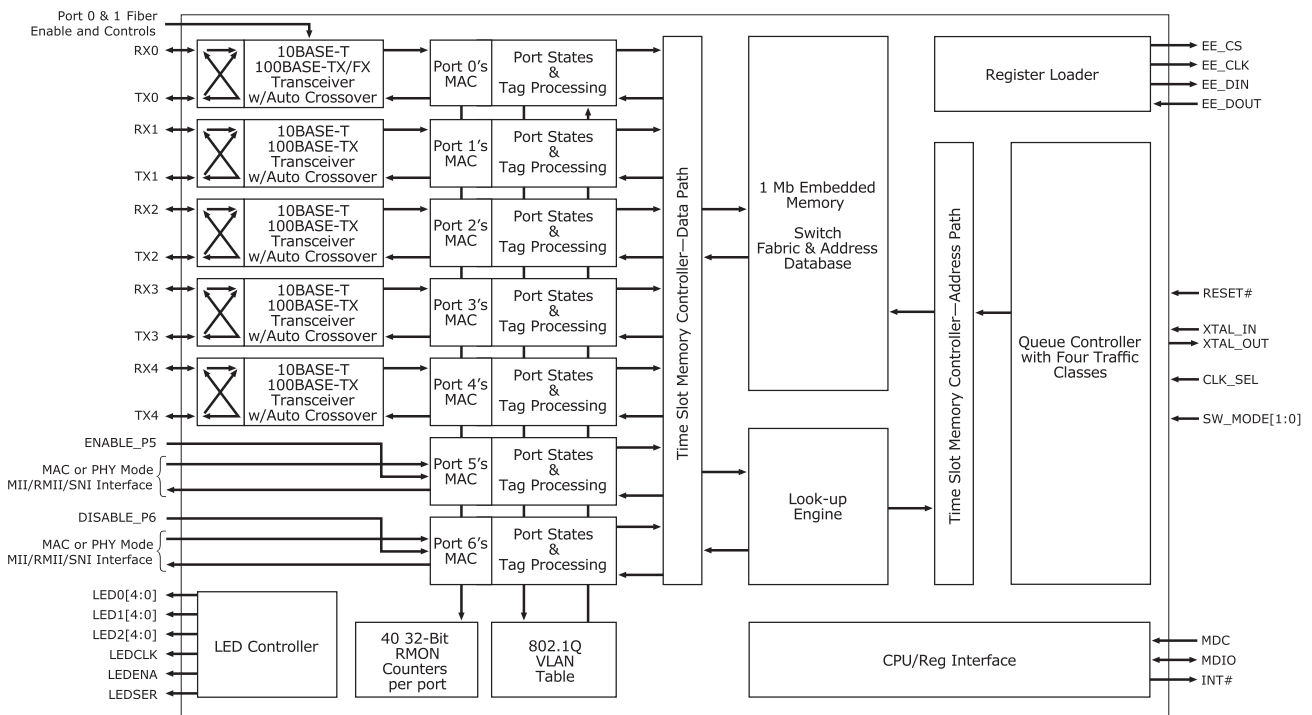 Port 0 & 1 Fiber
Enable and Controls
RX0
TX0
10BASE-T
100BASE-TX/FX
Transceiver
w/Auto Crossover
Port 0's
MAC
Port States
&
Tag Processing
RX1
TX1
10BASE-T
100BASE-TX
Transceiver
w/Auto Crossover
Port 1's
MAC
Port States
&
Tag Processing
RX2
TX2
10BASE-T
100BASE-TX
Transceiver
w/Auto Crossover
Port 2's
MAC
Port States
&
Tag Processing
RX3
TX3
10BASE-T
100BASE-TX
Transceiver
w/Auto Crossover
Port 3's
MAC
Port States
&
Tag Processing
RX4
TX4
10BASE-T
100BASE-TX
Transceiver
w/Auto Crossover
Port 4's
MAC
Port States
&
Tag Processing
ENABLE_P5
MAC or PHY Mode
MII/RMII/SNI Interface
Port 5's
MAC
Port States
&
Tag Processing
DISABLE_P6
MAC or PHY Mode
MII/RMII/SNI Interface
Port 6's
MAC
Port States
&
Tag Processing
LED0[4:0]
LED1[4:0]
LED2[4:0]
LEDCLK
LEDENA
LEDSER
LED Controller
40 32-Bit
RMON
Counters
per port
802.1Q
VLAN
Table
Time Slot Memory Controller—Data Path
1 Mb Embedded
Memory
Switch
Fabric & Address
Database
Look-up
Engine
Time Slot Memory Controller—Address Path
Queue Controller
with Four Traffic
Classes
Register Loader
EE_CS
EE_CLK
EE_DIN
EE_DOUT
RESET#
XTAL_IN
XTAL_OUT
CLK_SEL
SW_MODE[1:0]
CPU/Reg Interface
MDC
MDIO
INT#